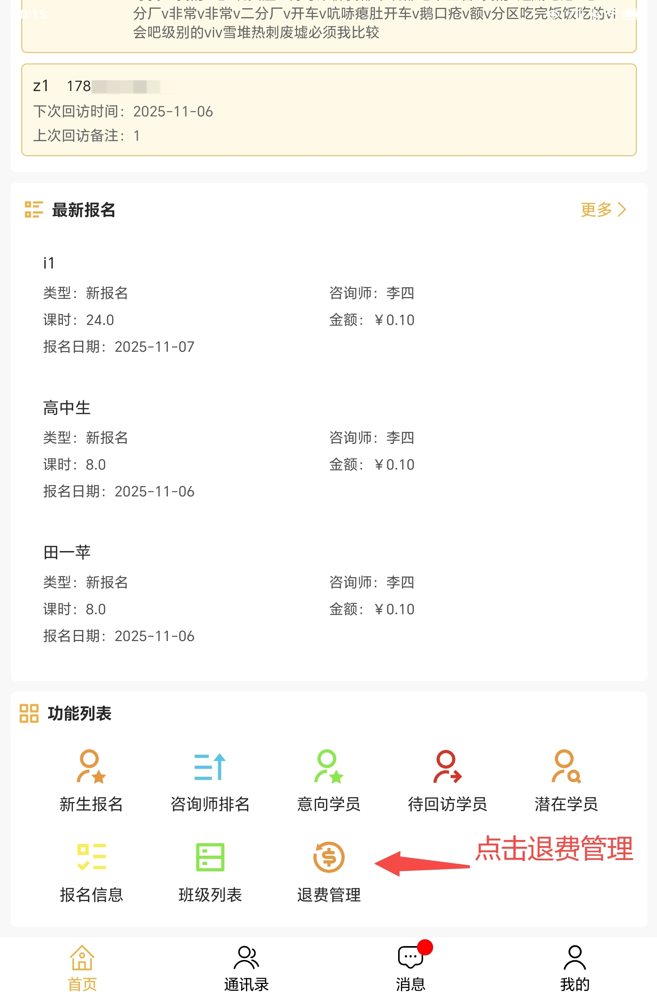 分厂v非常v非常v二分厂v开车v吭哧瘪肚开车v鹅口疮v额v分区吃完饭饭吃的v
会吧级别的viv雪堆热刺废墟必须我比较
z1 178
下次回访时间：2025-11-06
上次回访备注：1
最新报名 更多
i1
类型：新报名 咨询师：李四
课时：24.0 金额：￥0.10
报名日期：2025-11-07
高中生
类型：新报名 咨询师：李四
课时：8.0 金额：￥0.10
报名日期：2025-11-06
田一苹
类型：新报名 咨询师：李四
课时：8.0 金额：￥0.10
报名日期：2025-11-06
功能列表
新生报名 咨询师排名 意向学员 待回访学员 潜在学员
点击退费管理
报名信息 班级列表 退费管理
首页 通讯录 消息 我的